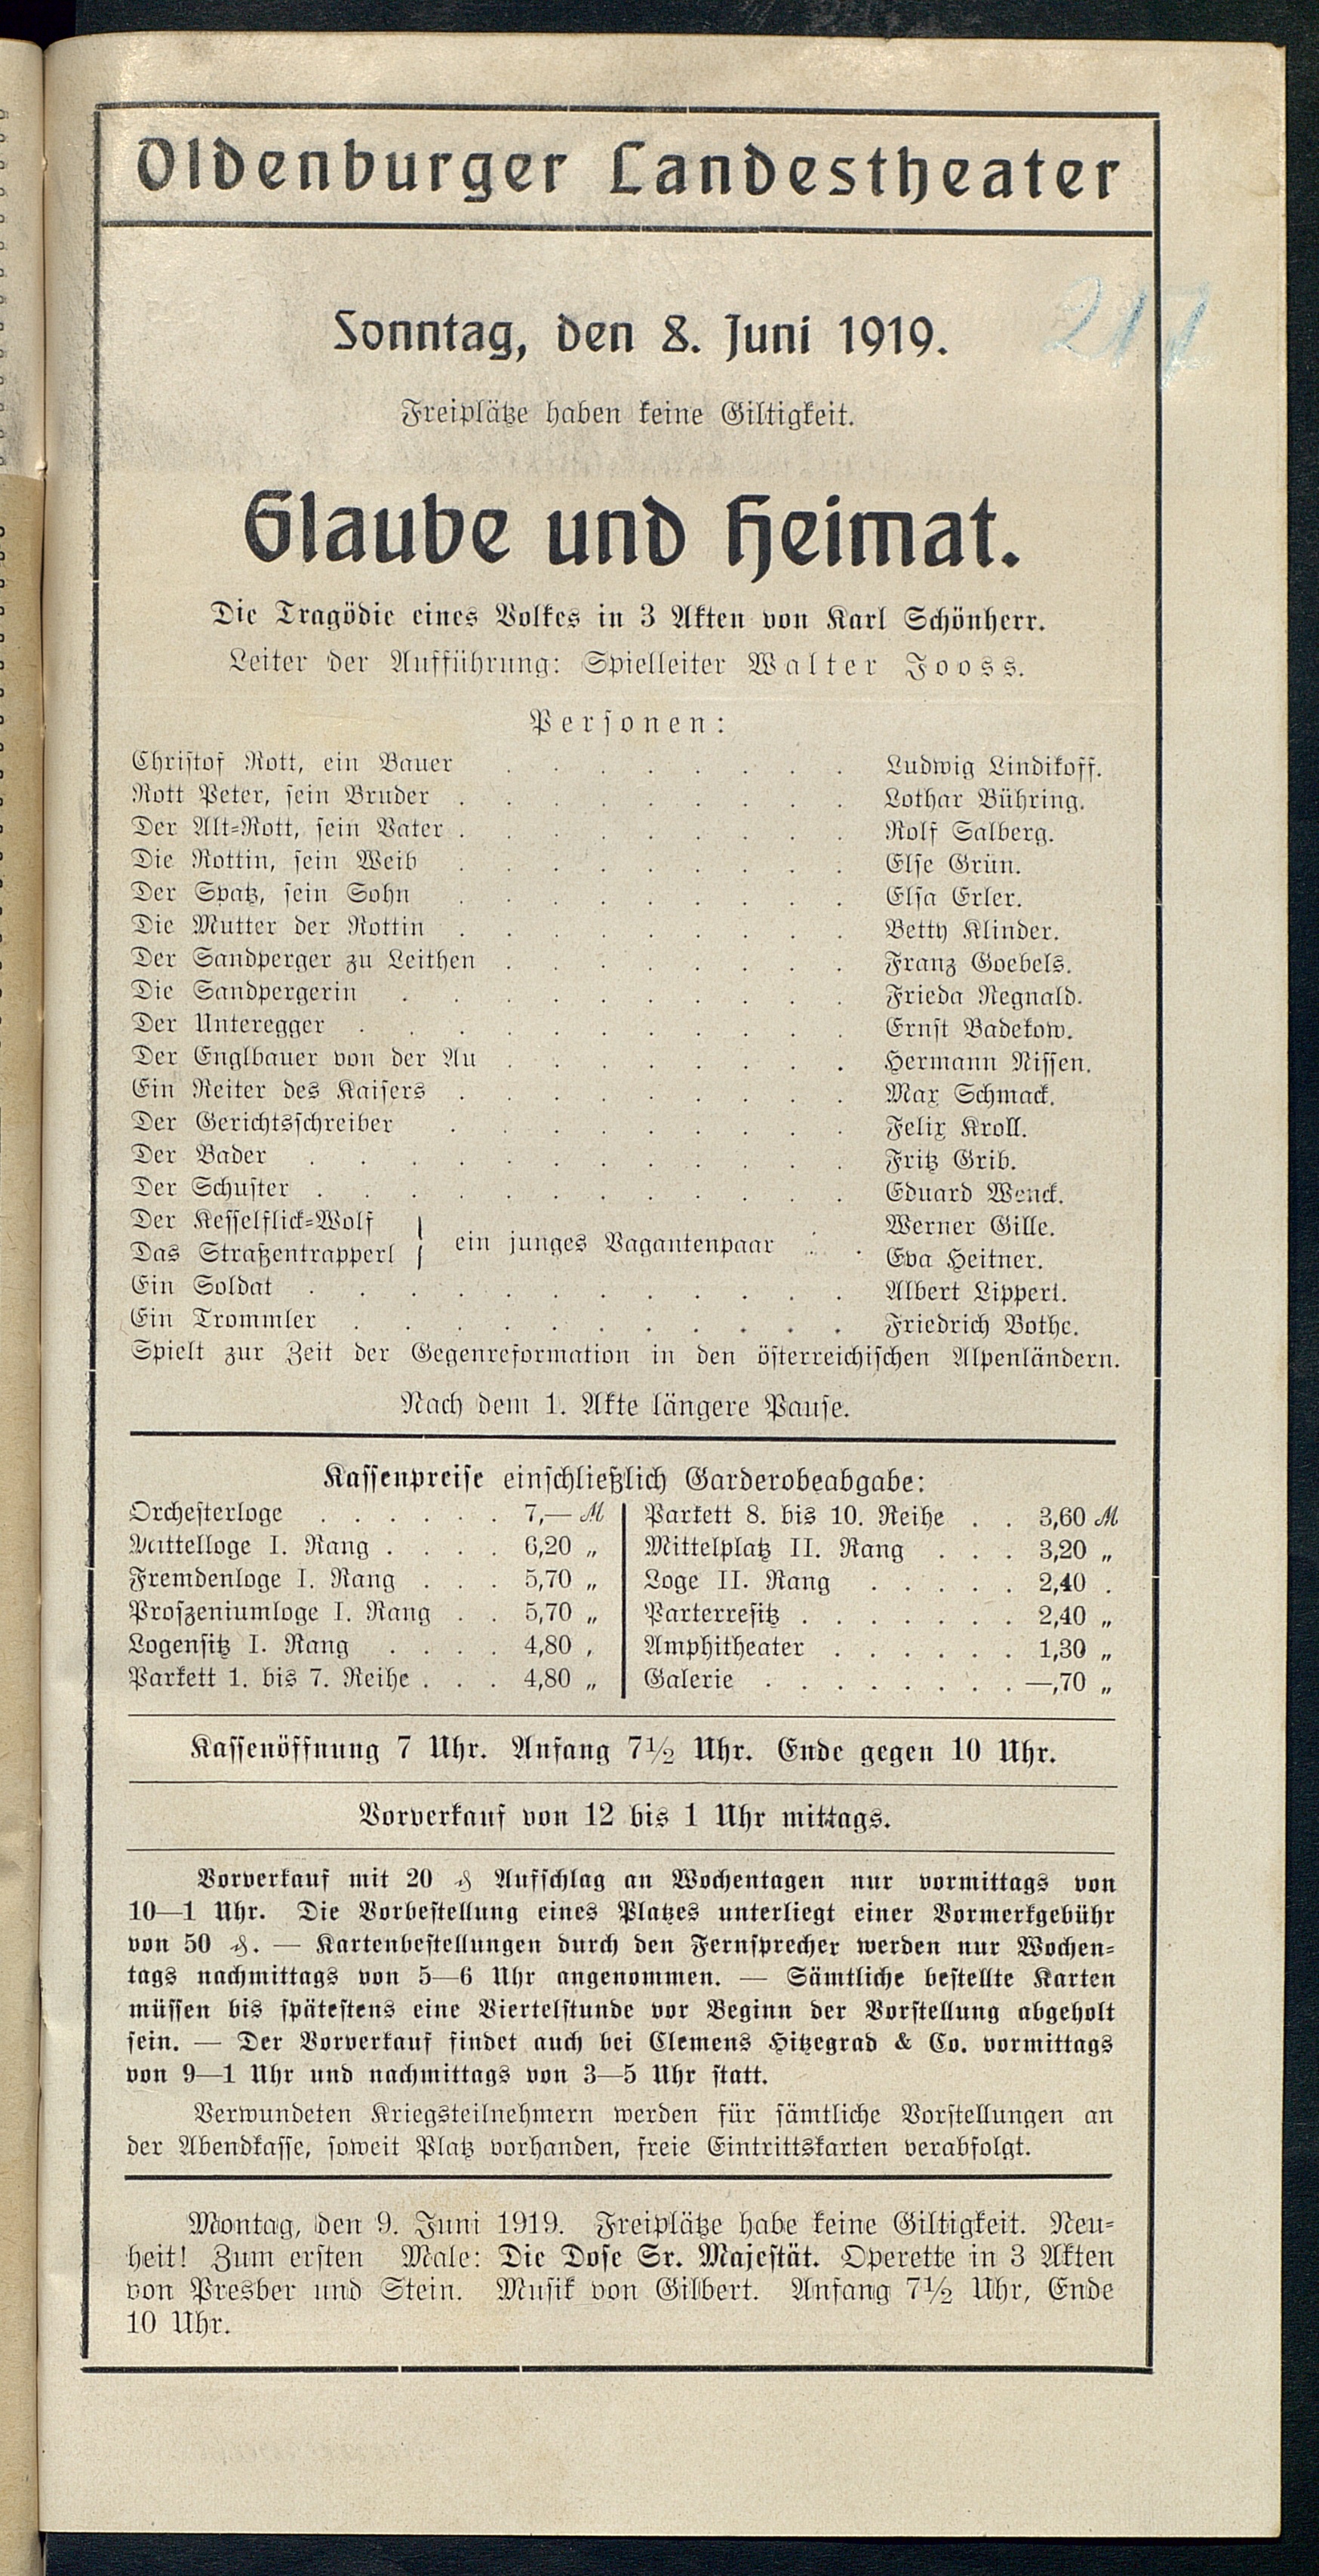 Oldenburger Landestheater
217
Sonntag, den 8. Juni 1919.
Freiplätze haben keine Giltigkeit.
Glaube und Heimat.
Die Tragödie eines Volkes in 3 Akten von Karl Schönherr.
Leiter der Aufführung: Spielleiter Walter Jooss.
Personen:
Christof Rott, ein Bauer . . . . . . . . Ludwig Lindikoff.
Rott Peter, sein Bruder . . . . . . . . . Lothar Bühring.
Der Alt-Rott, sein Vater . . . . . . . . . Rolf Salberg.
Die Rottin, sein Weib . . . . . . . . . Else Grün.
Der Spatz, sein Sohn . . . . . . . . . Elsa Erler.
Die Mutter der Rottin . . . . . . . . . Betty Klinder.
Der Sandperger zu Leithen . . . . . . . . Franz Goebels.
Die Sandpergerin . . . . . . . . . . Frieda Regnald.
Der Unteregger . . . . . . . . . . Ernst Badekow.
Der Englbauer von der Au . . . . . . . . Hermann Nissen.
Ein Reiter des Kaisers . . . . . . . . . Max Schmack.
Der Gerichtsschreiber . . . . . . . . . Felix Kroll.
Der Bader . . . . . . . . . . . . Fritz Grib.
Der Schuster . . . . . . . . . . . . Eduard Wenck.
Der Kesselflick-Wolf } ein junges Vagantenpaar . . Werner Gille.
Das Straßentrapperl } Eva Heitner.
Ein Soldat . . . . . . . . . . . . Albert Lippert.
Ein Trommler . . . . . . . . . . . Friedrich Bothe.
Spielt zur Zeit der Gegenreformation in den österreichischen Alpenländern.
Nach dem 1. Akte längere Pause.
Kassenpreise einschließlich Garderobeabgabe:
Orchesterloge . . . . . . 7,— M | Parkett 8. bis 10. Reihe . . 3,60 M
Mittelloge I. Rang . . . . 6,20 „ | Mittelplatz II. Rang . . . 3,20 „
Fremdenloge I. Rang . . . 5,70 „ | Loge II. Rang . . . . . 2,40 .
Proszeniumloge I. Rang . . 5,70 „ | Parterresitz . . . . . . 2,40 „
Logensitz I. Rang . . . . 4,80 , | Amphitheater . . . . . . 1,30 „
Parkett 1. bis 7. Reihe . . . 4,80 „ | Galerie . . . . . . . . —,70 „
Kassenöffnung 7 Uhr. Anfang 7½ Uhr. Ende gegen 10 Uhr.
Vorverkauf von 12 bis 1 Uhr mittags.
Vorverkauf mit 20 ₰ Aufschlag an Wochentagen nur vormittags von
10—1 Uhr. Die Vorbestellung eines Platzes unterliegt einer Vormerkgebühr
von 50 ₰. — Kartenbestellungen durch den Fernsprecher werden nur Wochen-
tags nachmittags von 5—6 Uhr angenommen. — Sämtliche bestellte Karten
müssen bis spätestens eine Viertelstunde vor Beginn der Vorstellung abgeholt
sein. — Der Vorverkauf findet auch bei Clemens Hitzegrad & Co. vormittags
von 9—1 Uhr und nachmittags von 3—5 Uhr statt.
Verwundeten Kriegsteilnehmern werden für sämtliche Vorstellungen an
der Abendkasse, soweit Platz vorhanden, freie Eintrittskarten verabfolgt.
Montag, den 9. Juni 1919. Freiplätze habe keine Giltigkeit. Neu-
heit! Zum ersten Male: Die Dose Sr. Majestät. Operette in 3 Akten
von Presber und Stein. Musik von Gilbert. Anfang 7½ Uhr, Ende
10 Uhr.